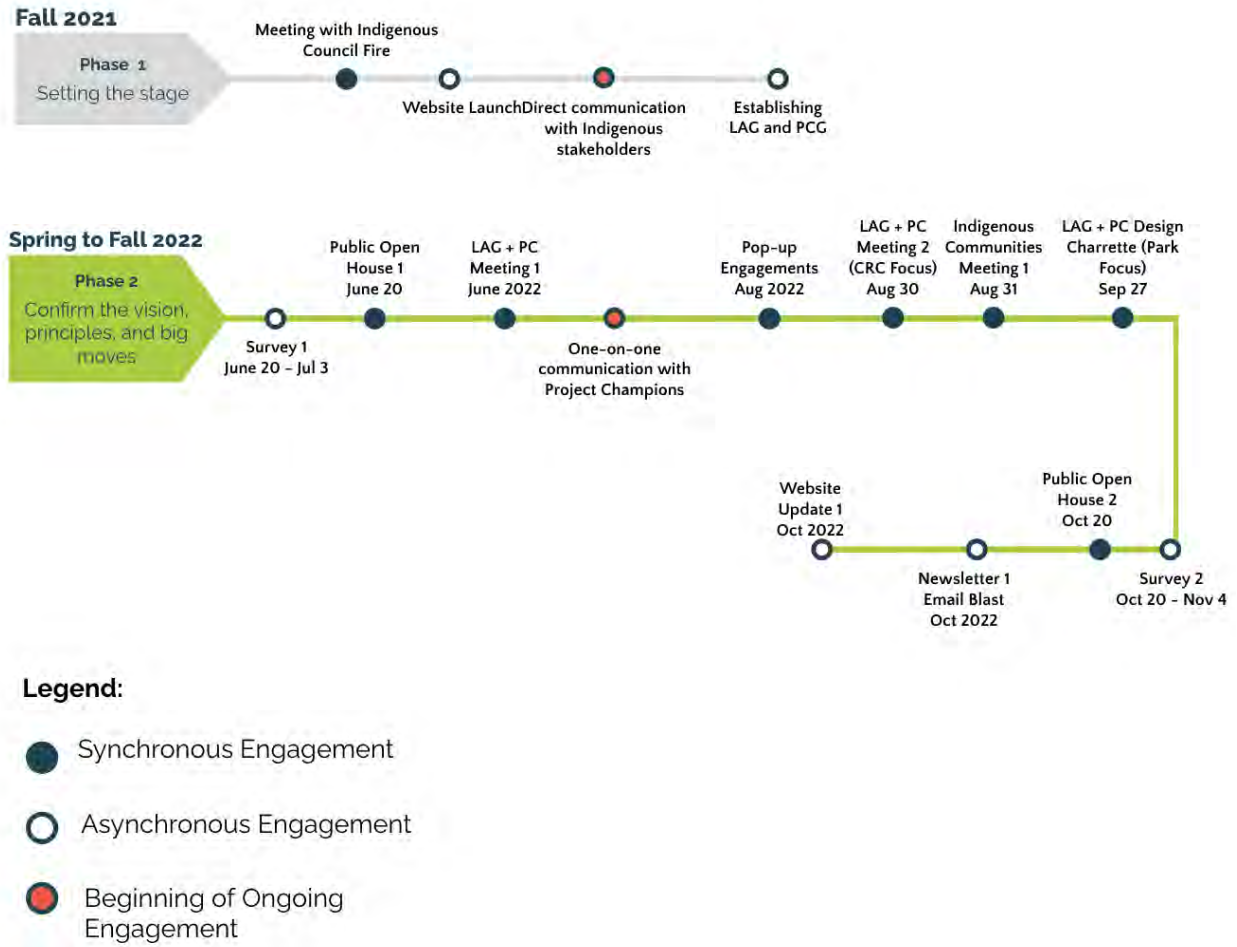 Fall 2021
Phase 1
Setting the stage
Meeting with Indigenous
Council Fire
Website Launch
Direct communication
with Indigenous
stakeholders
Establishing
LAG and PCG
Spring to Fall 2022
Phase 2
Confirm the vision,
principles, and big
moves
Survey 1
June 20 - Jul 3
Public Open
House 1
June 20
LAG + PC
Meeting 1
June 2022
One-on-one
communication with
Project Champions
Pop-up
Engagements
Aug 2022
LAG + PC
Meeting 2
(CRC Focus)
Aug 30
Indigenous
Communities
Meeting 1
Aug 31
LAG + PC Design
Charrette (Park
Focus)
Sep 27
Website
Update 1
Oct 2022
Newsletter 1
Email Blast
Oct 2022
Public Open
House 2
Oct 20
Survey 2
Oct 20 - Nov 4
Legend:
Synchronous Engagement
Asynchronous Engagement
Beginning of Ongoing
Engagement